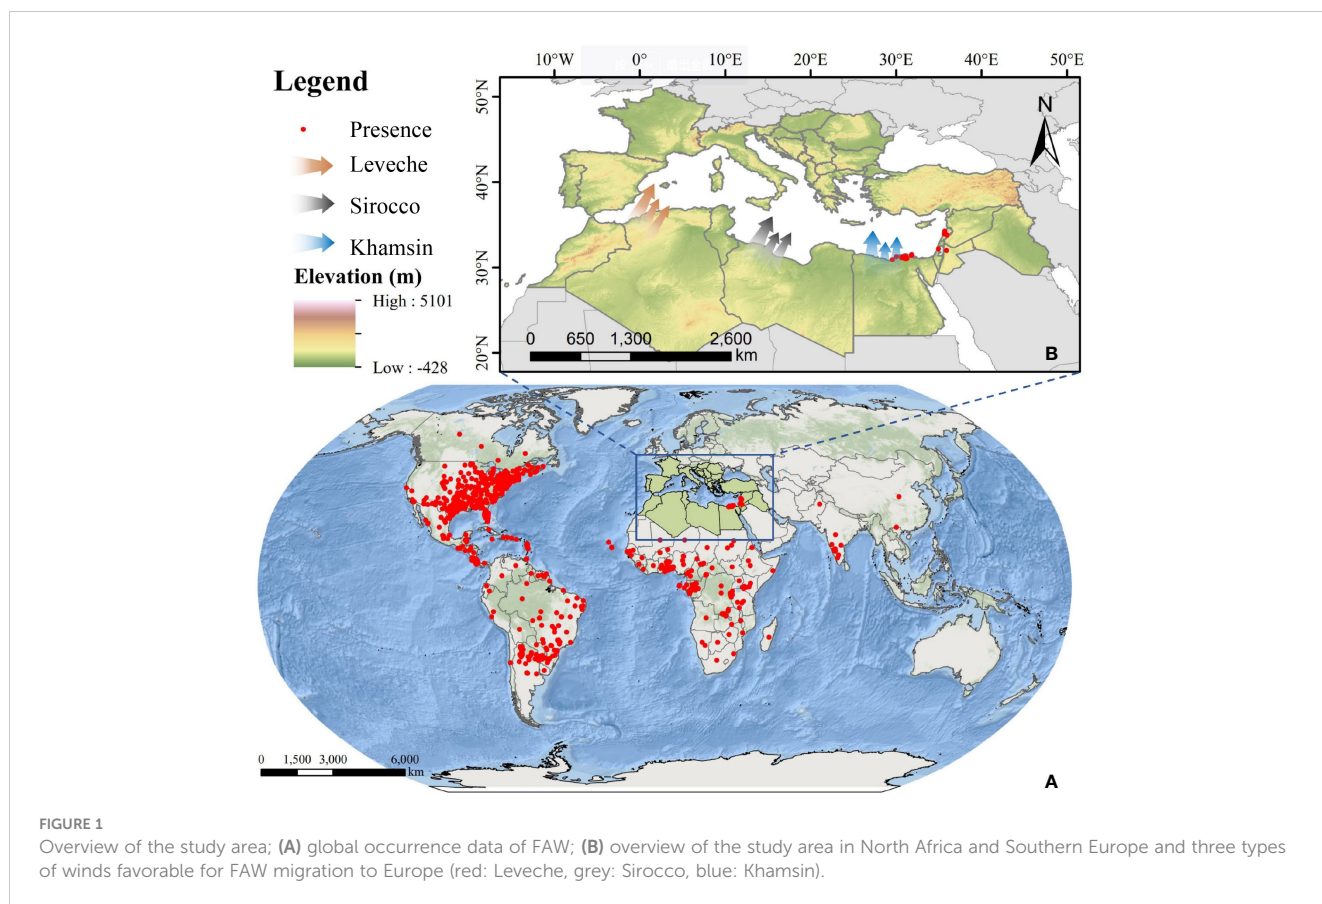 10°W 0° 10°E 20°E 30°E 40°E 50°E
Legend
Presence
Leveche
Sirocco
Khamsin
Elevation (m)
High : 5101
Low : -428
50°N
40°N
30°N
20°N
N
0 650 1,300 2,600
km
B
0 1,500 3,000 6,000
km
A
FIGURE 1
Overview of the study area; (A) global occurrence data of FAW; (B) overview of the study area in North Africa and Southern Europe and three types
of winds favorable for FAW migration to Europe (red: Leveche, grey: Sirocco, blue: Khamsin).